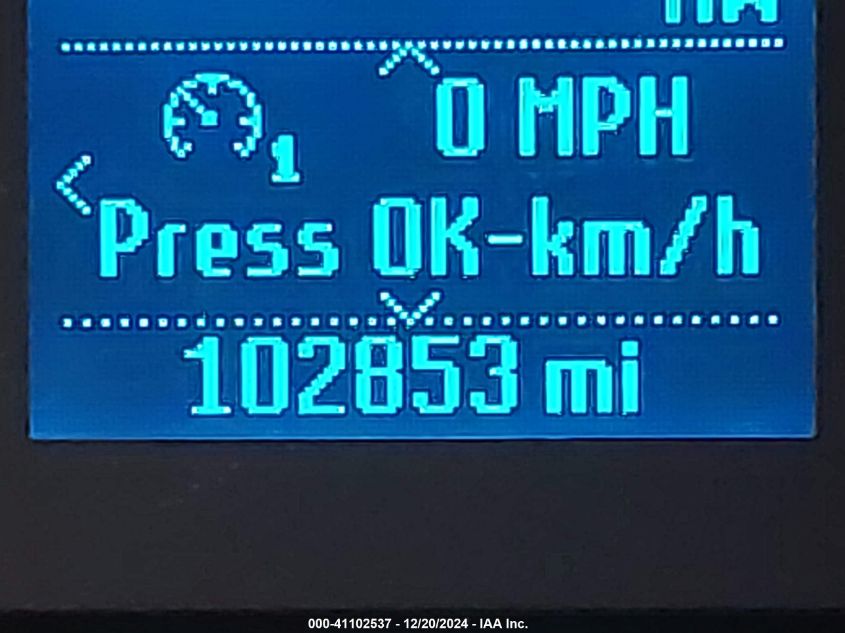 0 MPH
1
Press OK-km/h
102853 mi
000-41102537 - 12/20/2024 - IAA Inc.